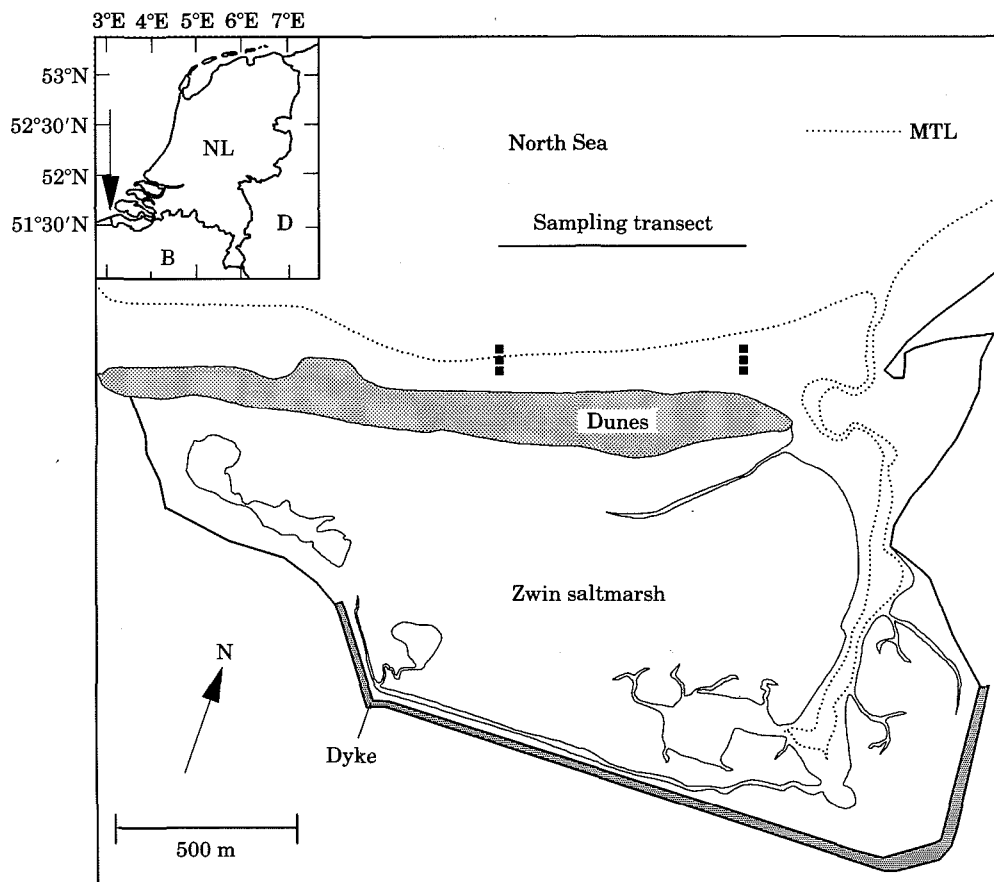 3°E 4°E 5°E 6°E 7°E
53°N
52°30′N
52°N
51°30′N
NL
D
B
North Sea
MTL
Sampling transect
Dunes
Zwin saltmarsh
N
Dyke
500 m